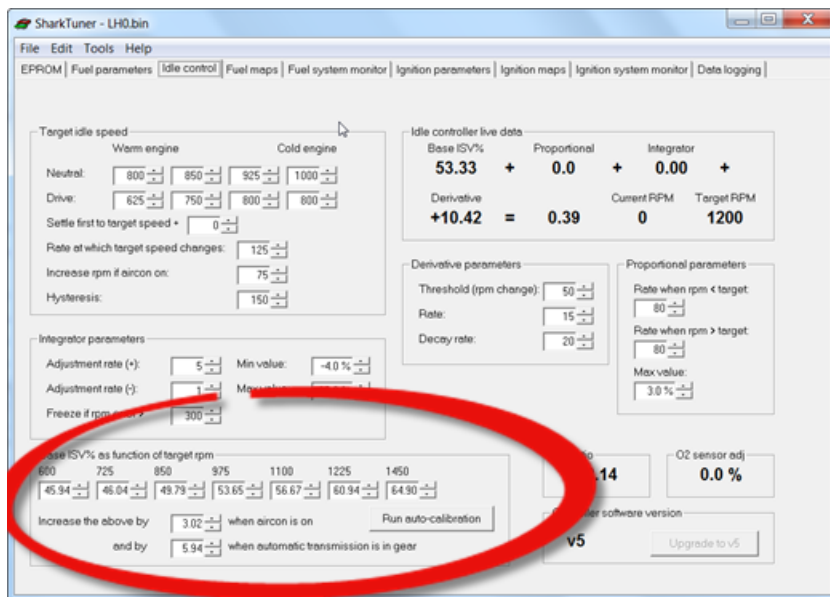 SharkTuner - LH0.bin
File Edit Tools Help
EPROM Fuel parameters Idle control Fuel maps Fuel system monitor Ignition parameters Ignition maps Ignition system monitor Data logging
Target idle speed
Warm engine Cold engine
Neutral: 800 850 925 1000
Drive: 625 750 800 800
Settle first to target speed + 0
Rate at which target speed changes: 125
Increase rpm if aircon on: 75
Hysteresis: 150
Idle controller live data
Base ISV% Proportional Integrator
53.33 + 0.0 + 0.00 +
Derivative Current RPM Target RPM
+10.42 = 0.39 0 1200
Derivative parameters
Threshold (rpm change): 50
Rate: 15
Decay rate: 20
Proportional parameters
Rate when rpm < target:
80
Rate when rpm > target:
80
Max value:
3.0 %
Integrator parameters
Adjustment rate (+): 5 Min value: -4.0 %
Adjustment rate (-): 1
Freeze if rpm 300
Base ISV% as function of target rpm
600 725 850 975 1100 1225 1450
45.94 46.04 49.79 53.65 56.67 60.94 64.90
Increase the above by 3.02 when aircon is on Run auto-calibration
and by 5.94 when automatic transmission is in gear
.14
O2 sensor adj
0.0 %
software version
v5 Upgrade to v5